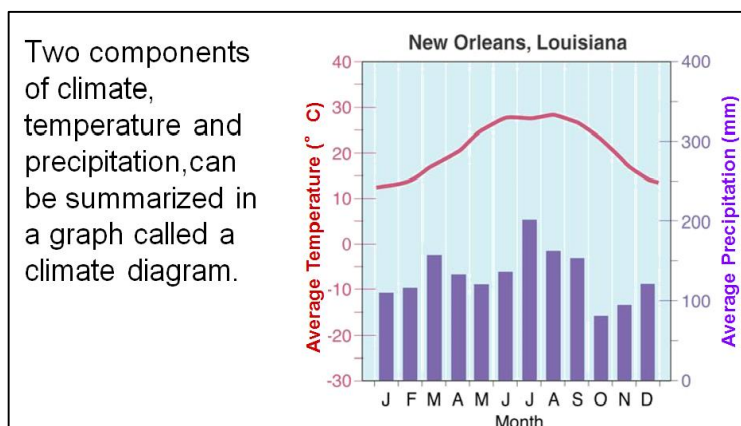 Two components
of climate,
temperature and
precipitation,can
be summarized in
a graph called a
climate diagram.
New Orleans, Louisiana
Average Temperature (° C)
40
30
20
10
0
-10
-20
-30
400
300
200
100
0
Average Precipitation (mm)
J F M A M J J A S O N D
Month